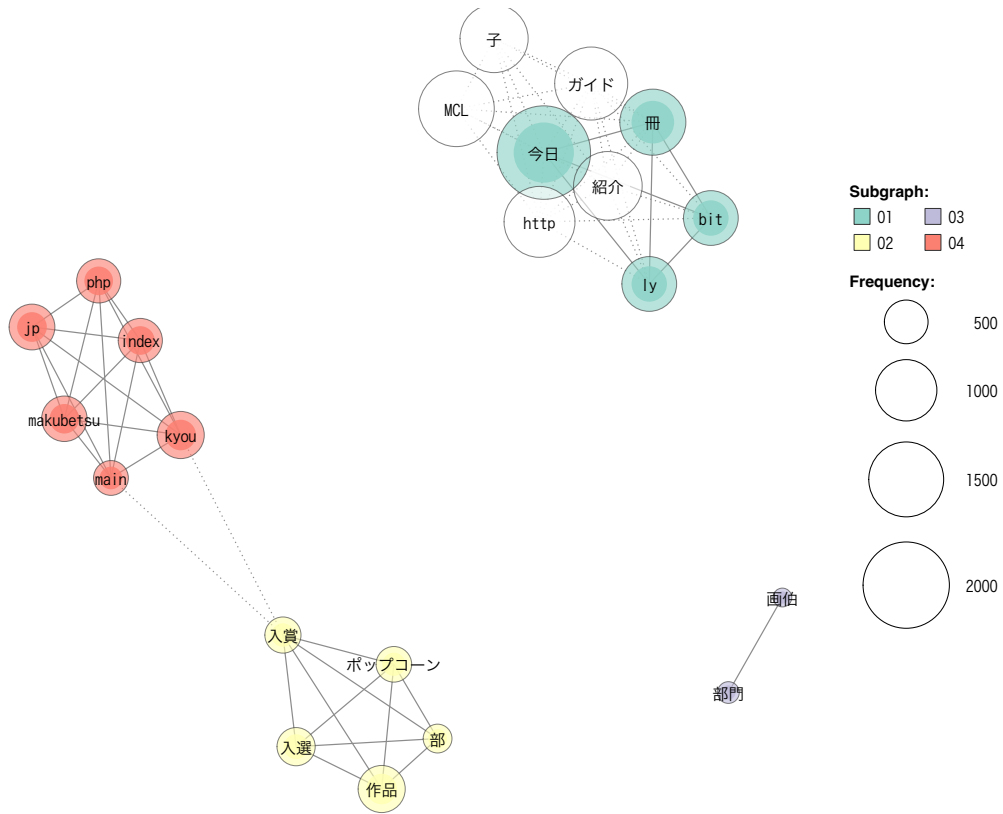 子
ガイド
MCL
冊
今日
紹介
http
bit
ly
php
jp
index
makubetsu
kyou
main
入賞
ポップコーン
入選
部
作品
画伯
部門
Subgraph:
01 03
02 04
Frequency:
500
1000
1500
2000